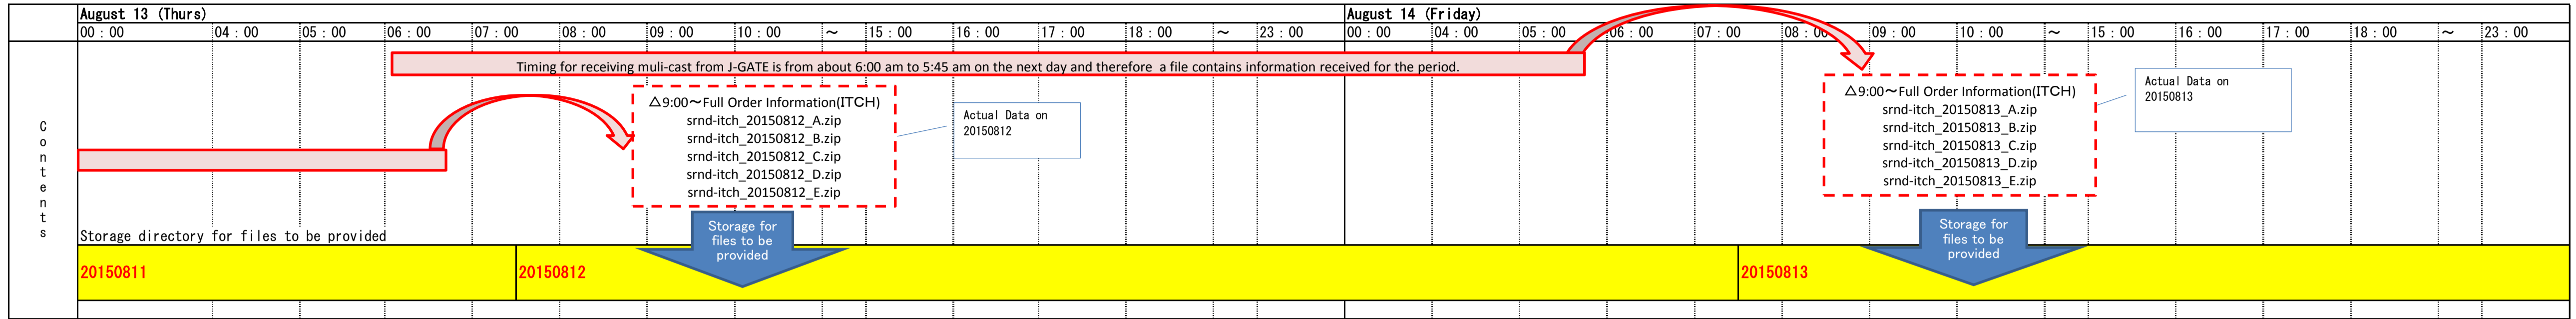 August 13 (Thurs)
August 14 (Friday)
00：00 04：00 05：00 06：00 07：00 08：00 09：00 10：00 ～ 15：00 16：00 17：00 18：00 ～ 23：00 00：00 04：00 05：00 06：00 07：00 08：00 09：00 10：00 ～ 15：00 16：00 17：00 18：00 ～ 23：00
Timing for receiving muli-cast from J-GATE is from about 6:00 am to 5:45 am on the next day and therefore a file contains information received for the period.
Contents
△9:00～Full Order Information(ITCH)
srnd-itch_20150812_A.zip
srnd-itch_20150812_B.zip
srnd-itch_20150812_C.zip
srnd-itch_20150812_D.zip
srnd-itch_20150812_E.zip
Actual Data on
20150812
△9:00～Full Order Information(ITCH)
srnd-itch_20150813_A.zip
srnd-itch_20150813_B.zip
srnd-itch_20150813_C.zip
srnd-itch_20150813_D.zip
srnd-itch_20150813_E.zip
Actual Data on
20150813
Storage directory for files to be provided
Storage for
files to be
provided
Storage for
files to be
provided
20150811
20150812
20150813